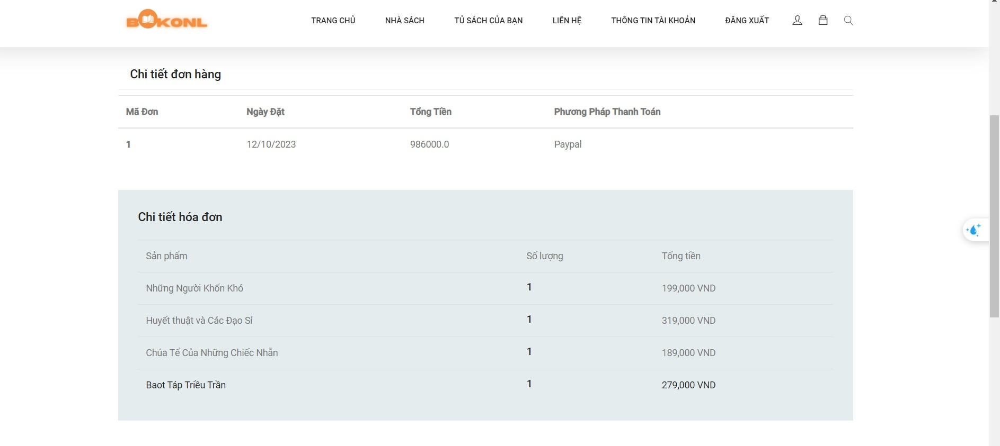 BOOKONL
TRANG CHỦ NHÀ SÁCH TỦ SÁCH CỦA BẠN LIÊN HỆ THÔNG TIN TÀI KHOẢN ĐĂNG XUẤT
Chi tiết đơn hàng
Mã Đơn Ngày Đặt Tổng Tiền Phương Pháp Thanh Toán
1 12/10/2023 986000.0 Paypal
Chi tiết hóa đơn
Sản phẩm Số lượng Tổng tiền
Những Người Khốn Khó 1 199,000 VND
Huyết thuật và Các Đạo Sỉ 1 319,000 VND
Chúa Tể Của Những Chiếc Nhẫn 1 189,000 VND
Baot Táp Triều Trần 1 279,000 VND